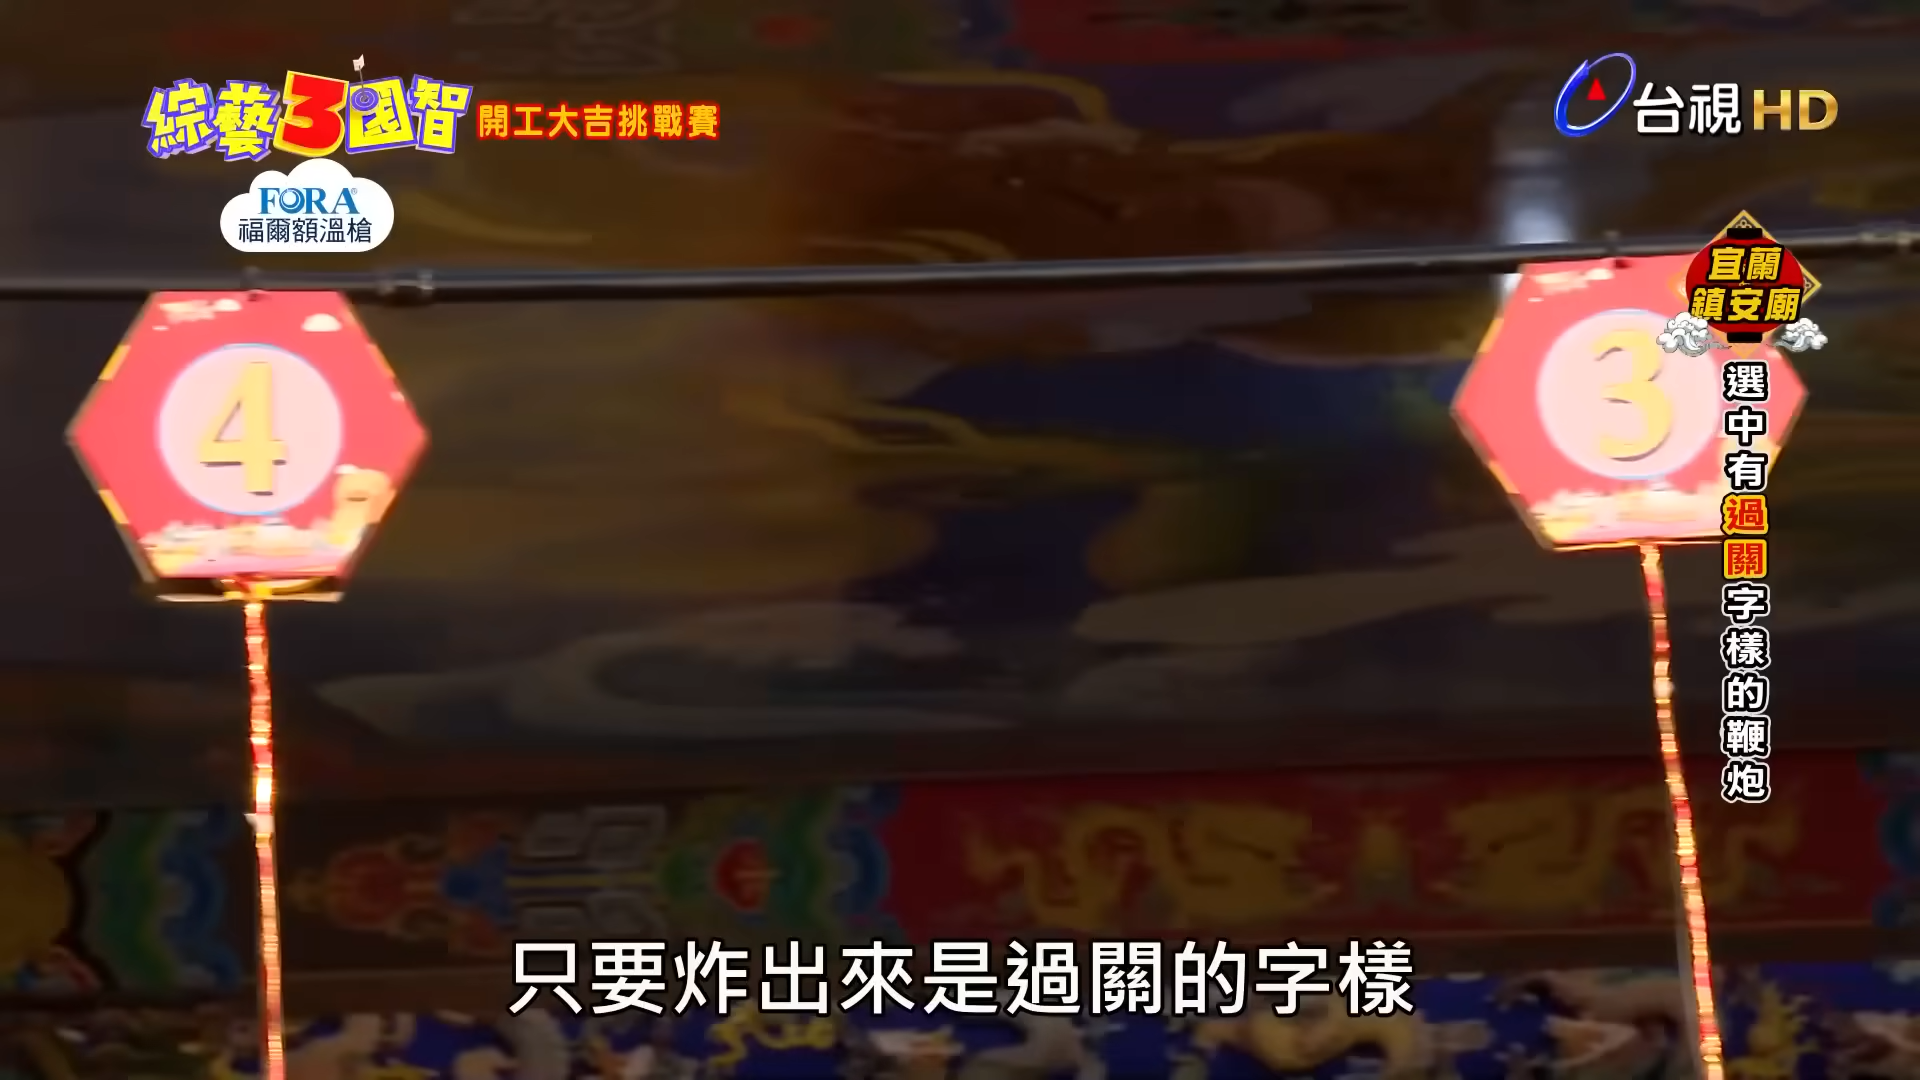 綜藝3國智
開工大吉挑戰賽
FORA
福爾額溫槍
台視HD
宜蘭
鎮安廟
選中有過關字樣的鞭炮
4
3
只要炸出來是過關的字樣